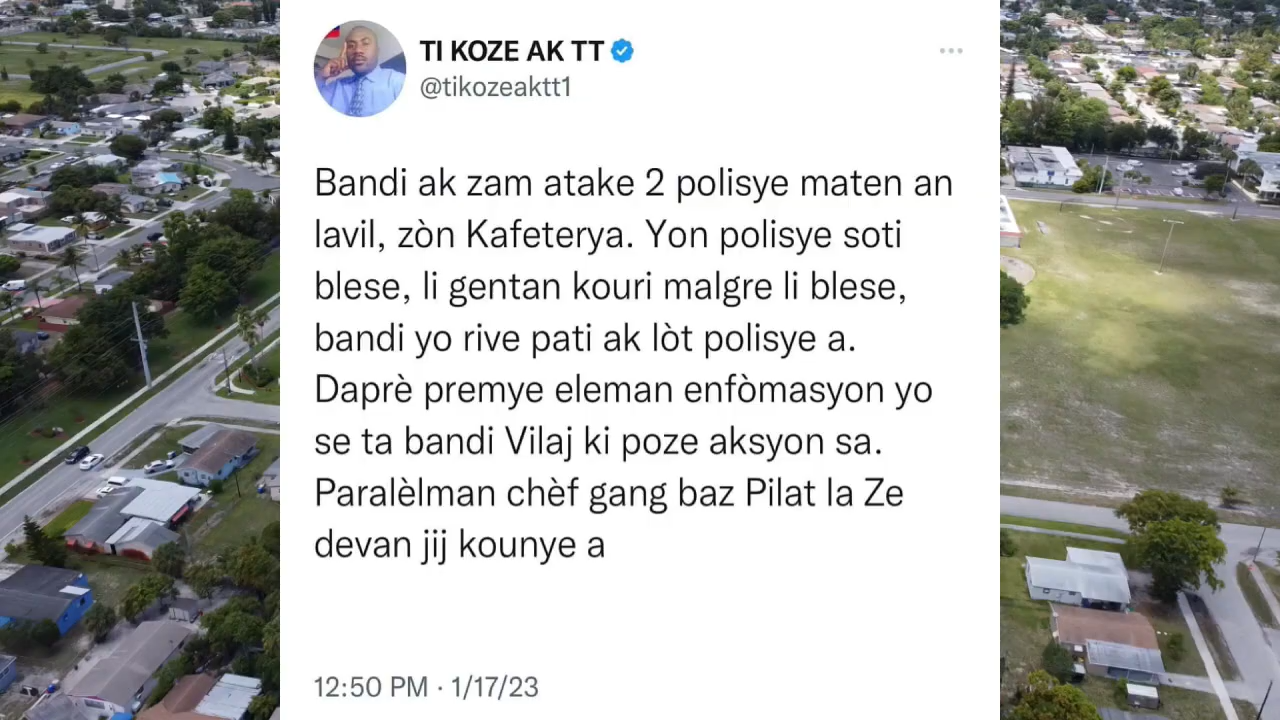 TI KOZE AK TT
@tikozeaktt1
Bandi ak zam atake 2 polisye maten an
lavil, zòn Kafeterya. Yon polisye soti
blese, li gentan kouri malgre li blese,
bandi yo rive pati ak lòt polisye a.
Daprè premye eleman enfòmasyon yo
se ta bandi Vilaj ki poze aksyon sa.
Paralèlman chèf gang baz Pilat la Ze
devan jij kounye a
12:50 PM · 1/17/23